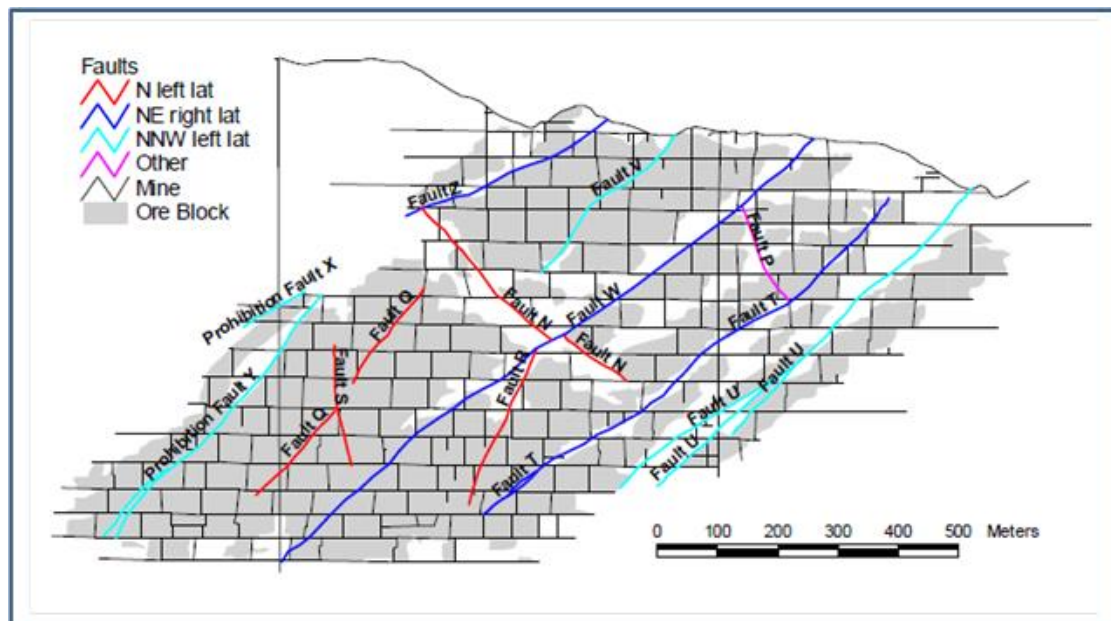 Faults
N left lat
NE right lat
NNW left lat
Other
Mine
Ore Block
Fault Z
Fault V
Fault P
Prohibition Fault X
Fault Q
Fault N
Fault W
Fault T
Fault N
Fault R
Fault S
Fault U
Prohibition Fault Y
Fault Q
Fault U'
Fault U''
Fault T
0 100 200 300 400 500 Meters